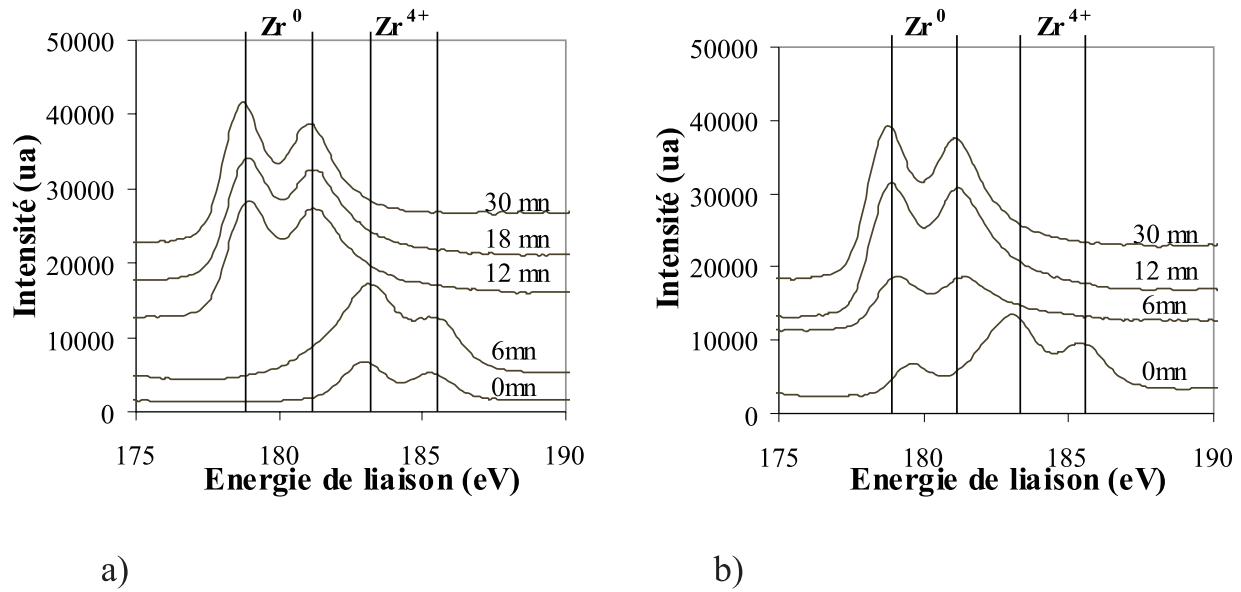 Zr 0 Zr 4+
50000
40000
30000
20000
10000
0
Intensité (ua)
30 mn
18 mn
12 mn
6mn
0mn
175 180 185 190
Energie de liaison (eV)
a)
Zr 0 Zr 4+
50000
40000
30000
20000
10000
0
Intensité (ua)
30 mn
12 mn
6mn
0mn
175 180 185 190
Energie de liaison (eV)
b)